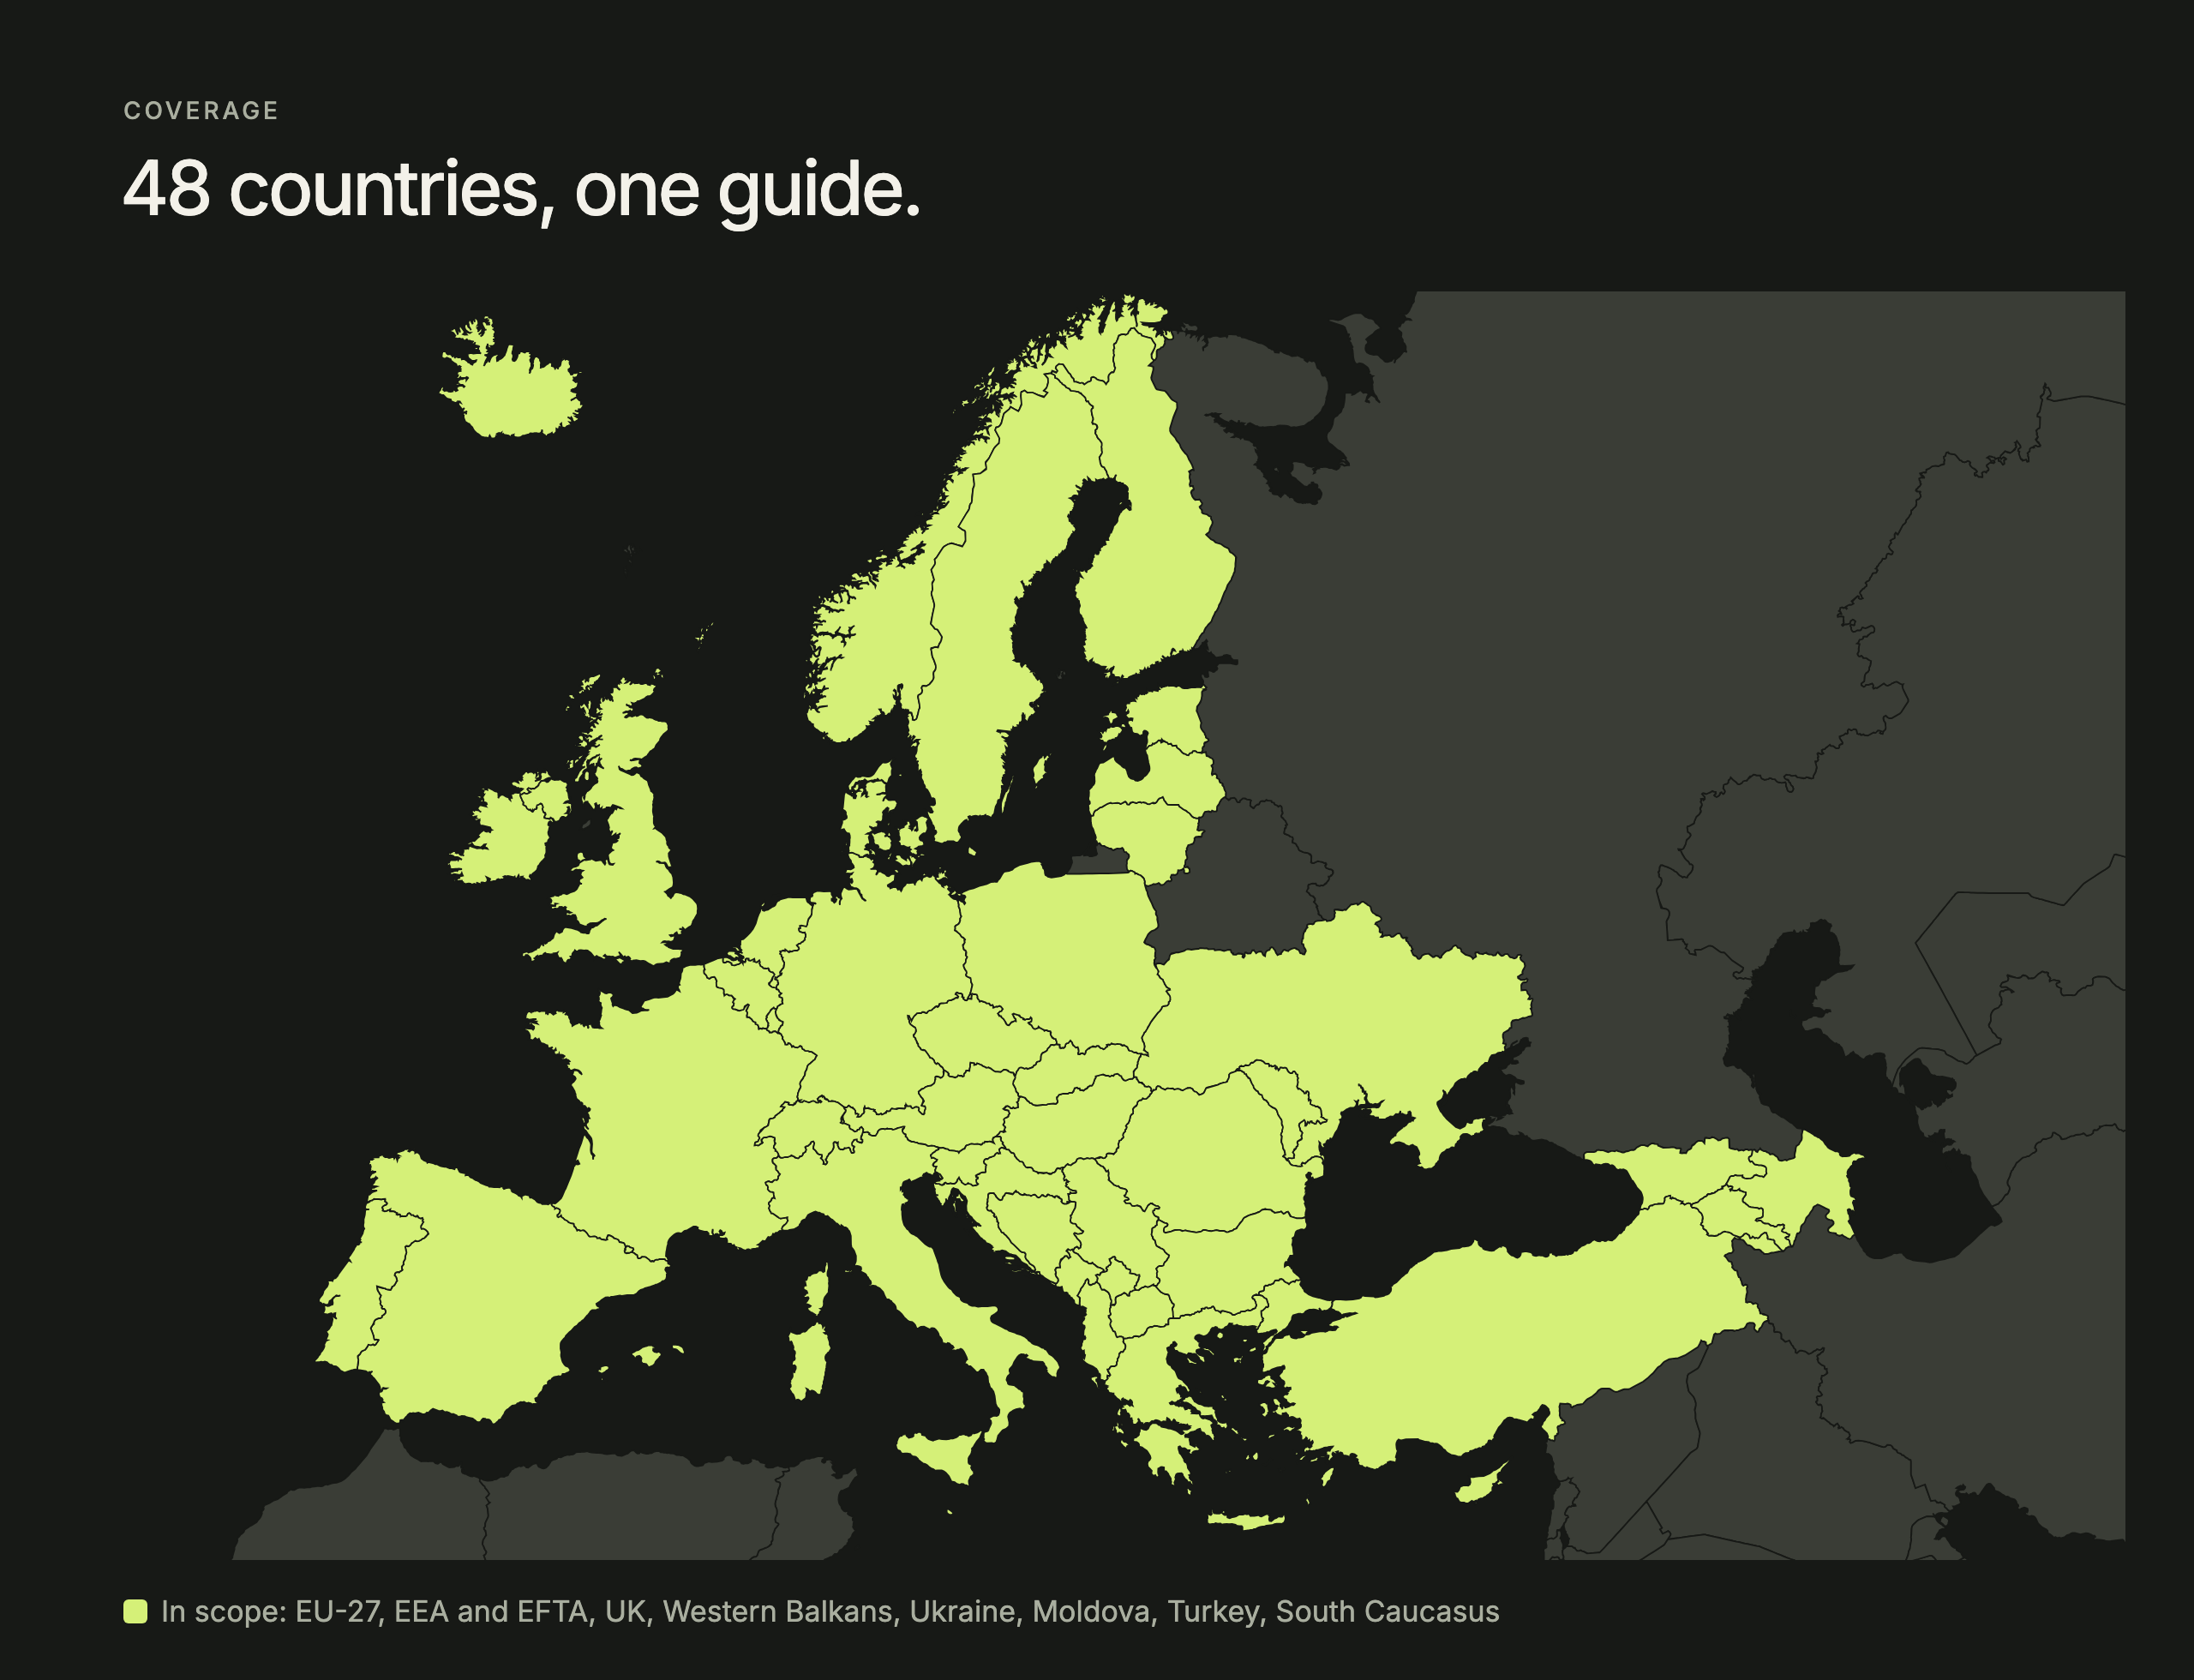 COVERAGE
48 countries, one guide.
In scope: EU-27, EEA and EFTA, UK, Western Balkans, Ukraine, Moldova, Turkey, South Caucasus